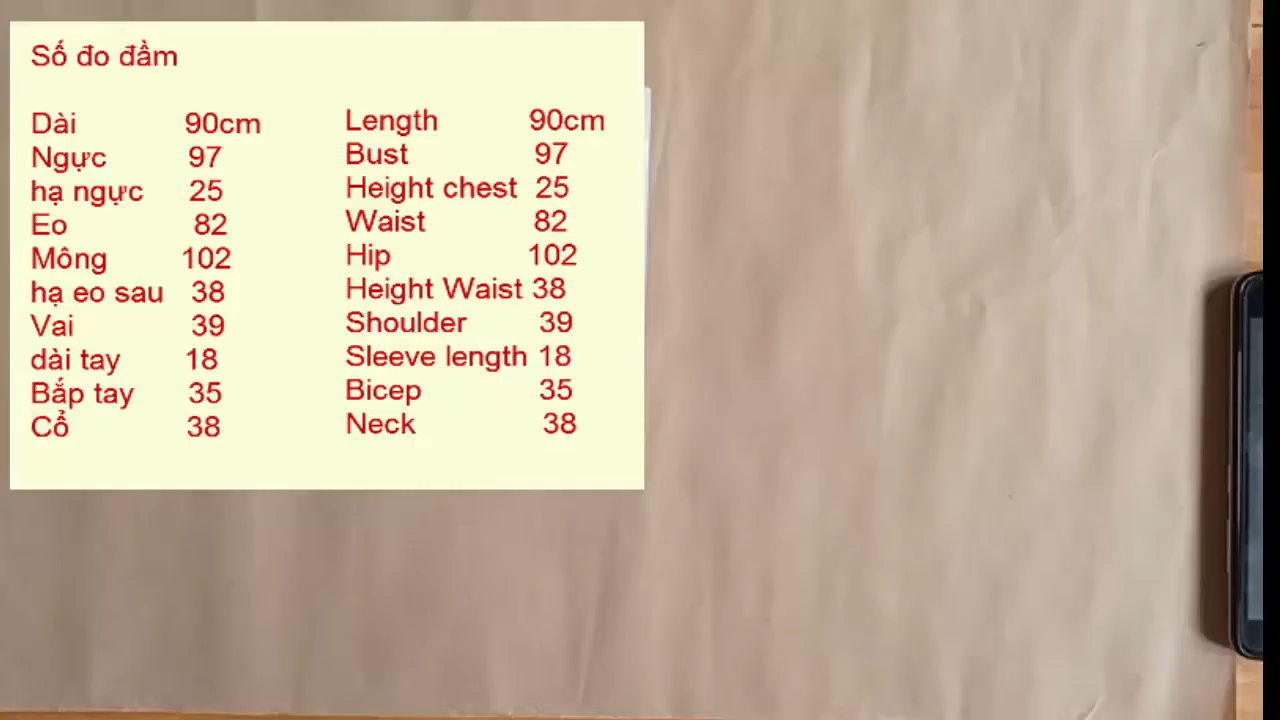 Số đo đầm
Dài 90cm
Ngực 97
hạ ngực 25
Eo 82
Mông 102
hạ eo sau 38
Vai 39
dài tay 18
Bắp tay 35
Cổ 38
Length 90cm
Bust 97
Height chest 25
Waist 82
Hip 102
Height Waist 38
Shoulder 39
Sleeve length 18
Bicep 35
Neck 38